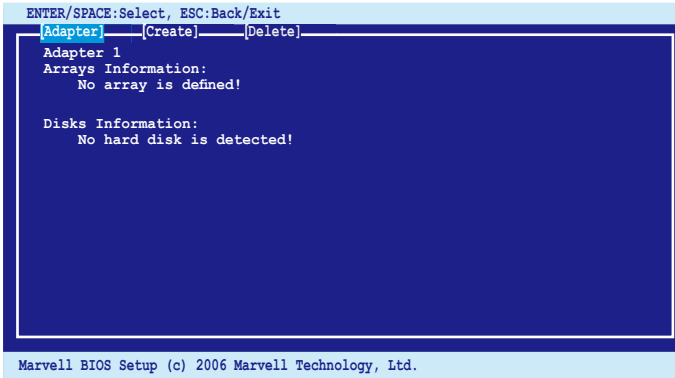 ENTER/SPACE:Select, ESC:Back/Exit
[Adapter] [Create] [Delete]
Adapter 1
Arrays Information:
No array is defined!
Disks Information:
No hard disk is detected!
Marvell BIOS Setup (c) 2006 Marvell Technology, Ltd.